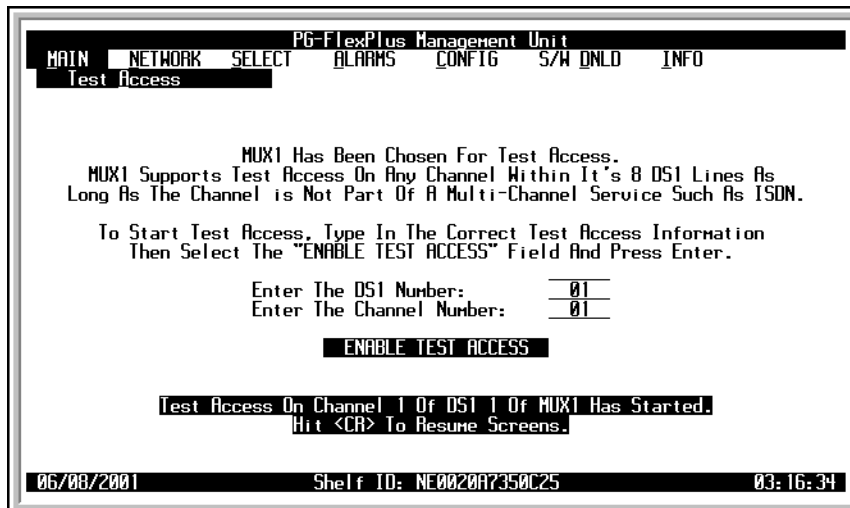 PG-FlexPlus Management Unit
MAIN NETWORK SELECT ALARMS CONFIG S/W DNLD INFO
Test Access
MUX1 Has Been Chosen For Test Access.
MUX1 Supports Test Access On Any Channel Within It's 8 DS1 Lines As
Long As The Channel is Not Part Of A Multi-Channel Service Such As ISDN.
To Start Test Access, Type In The Correct Test Access Information
Then Select The "ENABLE TEST ACCESS" Field And Press Enter.
Enter The DS1 Number: 01
Enter The Channel Number: 01
ENABLE TEST ACCESS
Test Access On Channel 1 Of DS1 1 Of MUX1 Has Started.
Hit <CR> To Resume Screens.
06/08/2001 Shelf ID: NE0020A7350C25 03:16:34